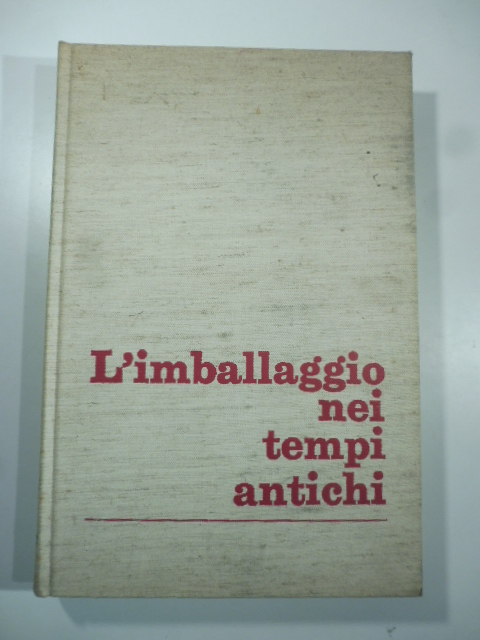 L'imballaggio
nei
tempi
antichi